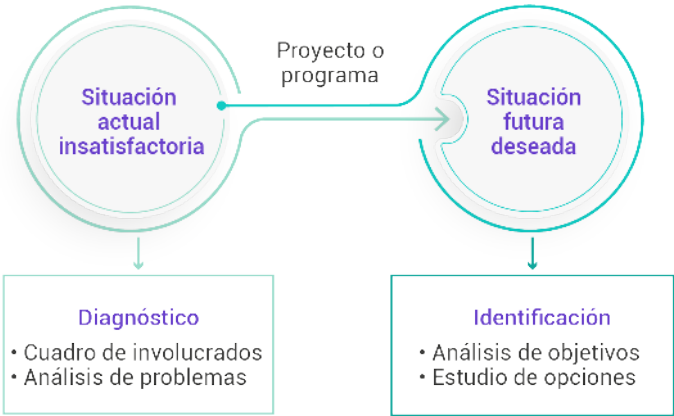 Proyecto o
programa
Situación
actual
insatisfactoria
Situación
futura
deseada
Diagnóstico
• Cuadro de involucrados
• Análisis de problemas
Identificación
• Análisis de objetivos
• Estudio de opciones